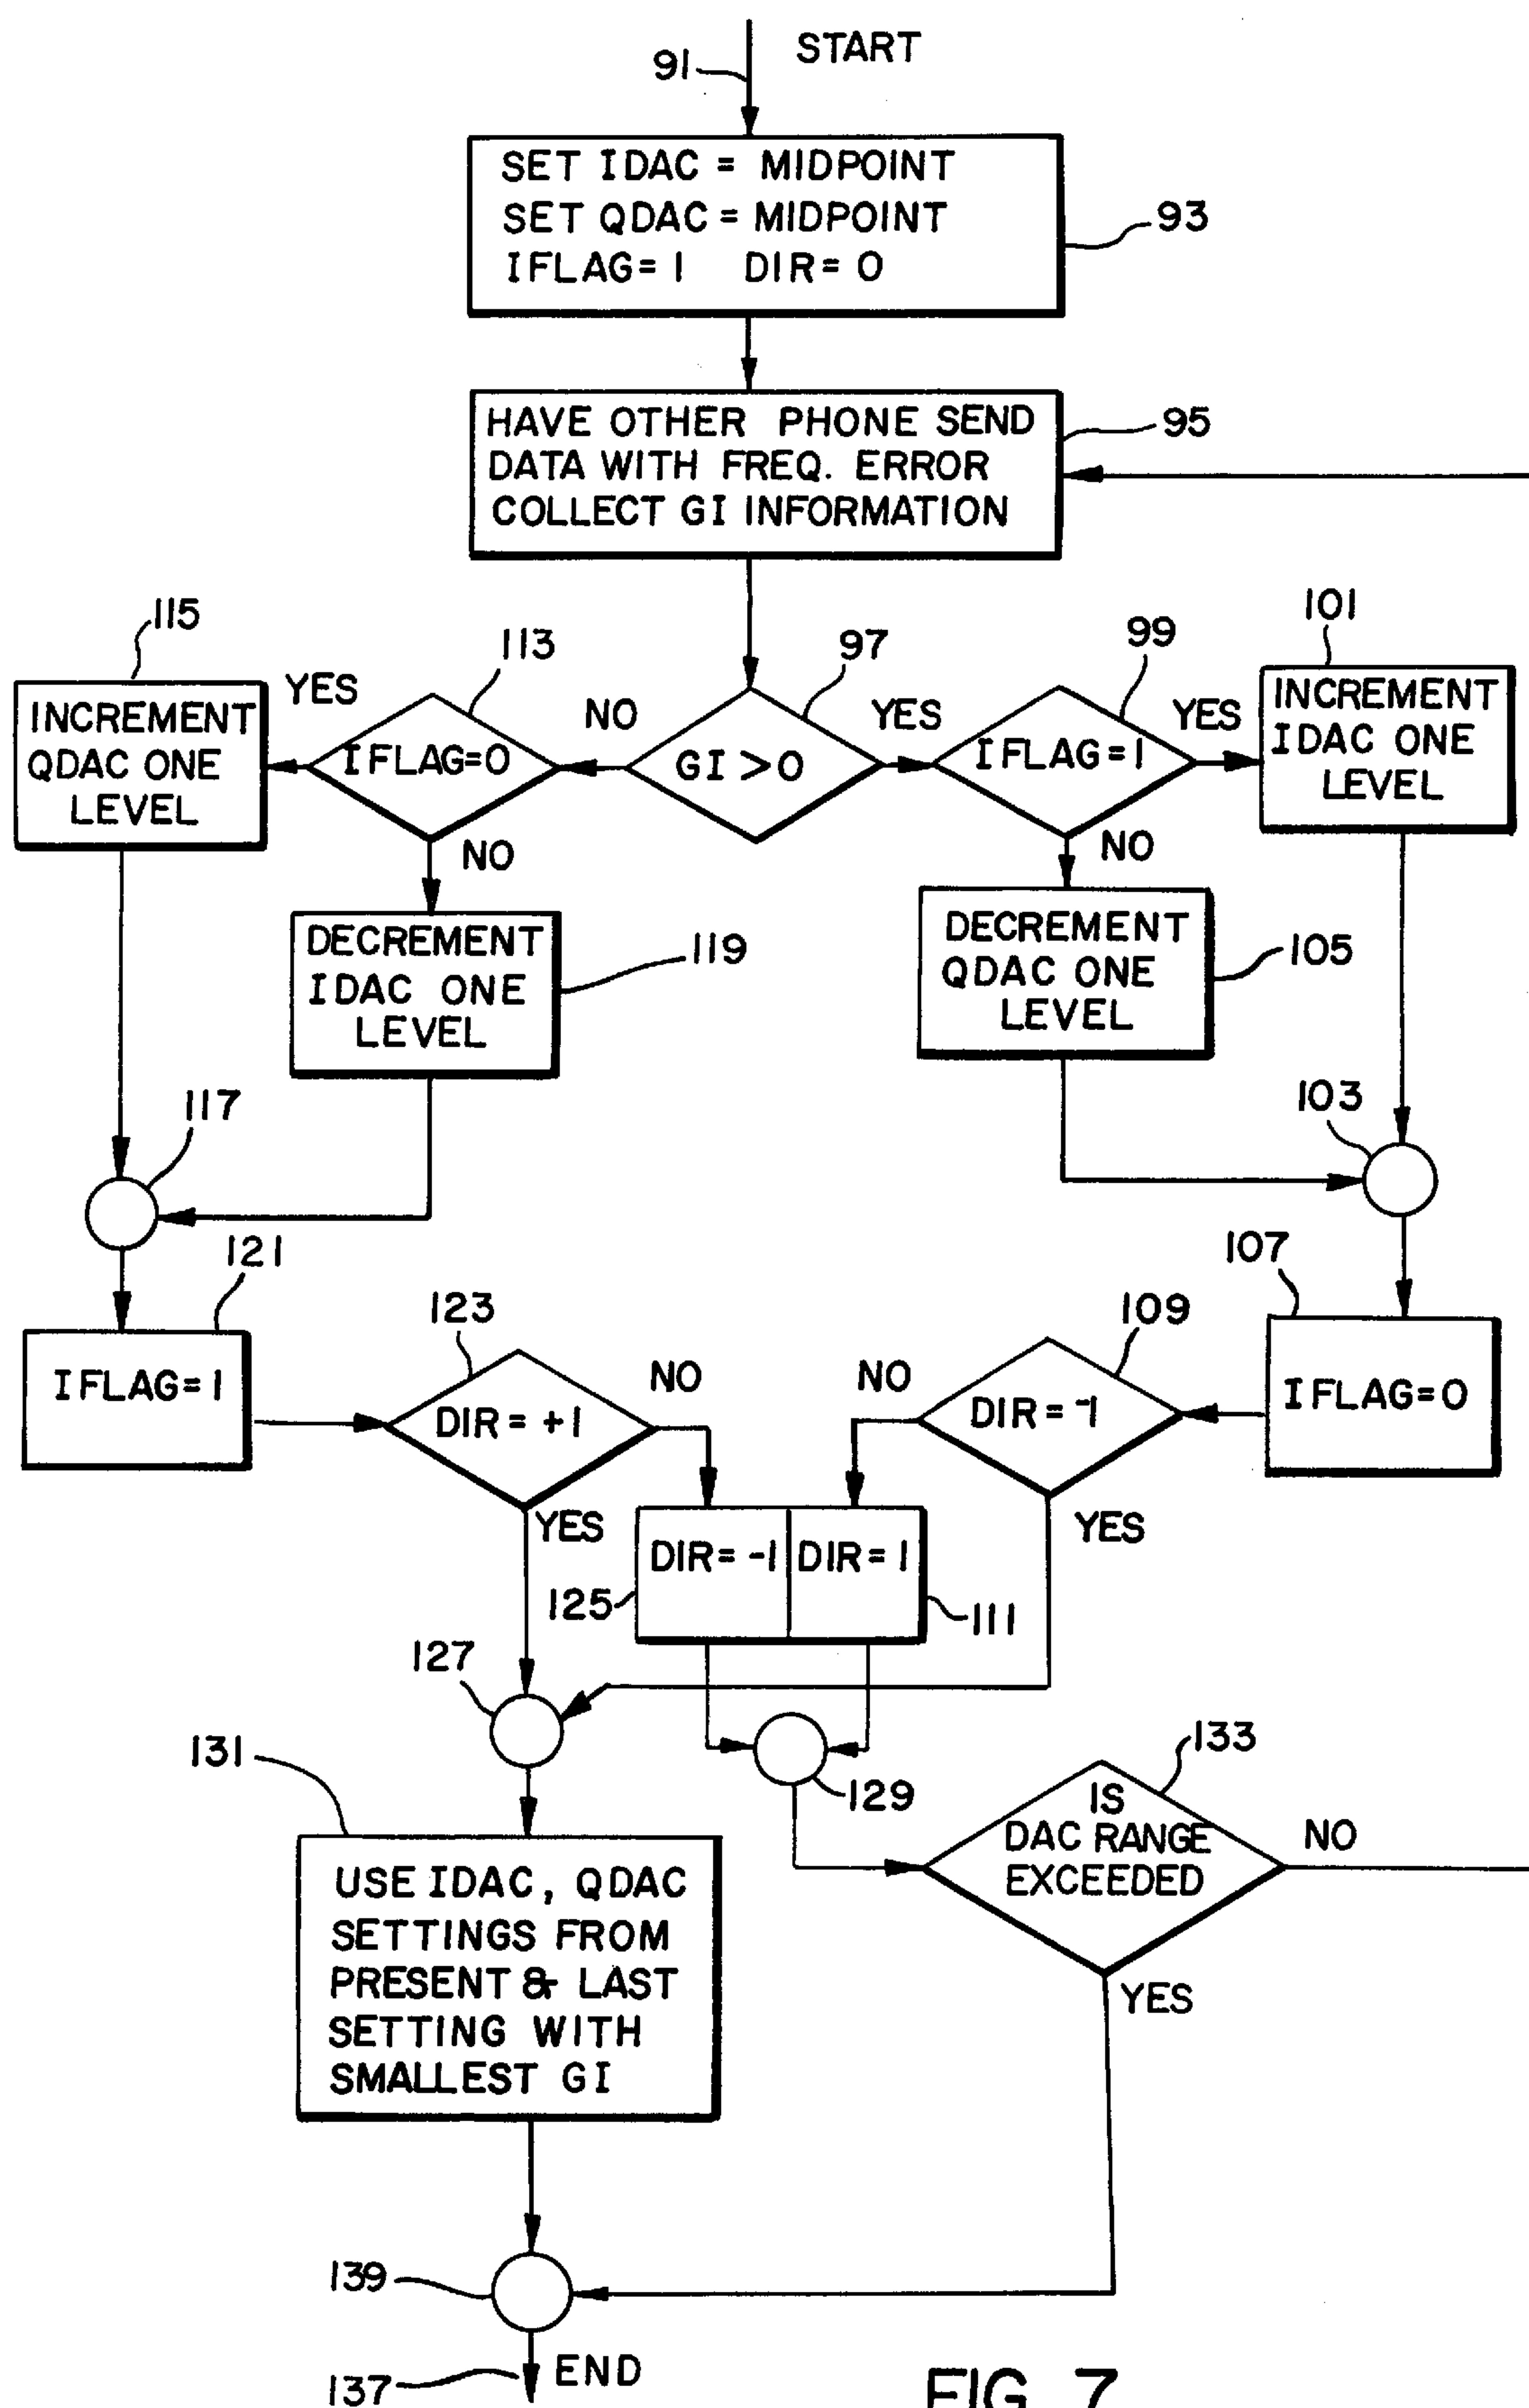 START
91
SET IDAC = MIDPOINT
SET QDAC = MIDPOINT
IFLAG = 1 DIR = 0
93
HAVE OTHER PHONE SEND
DATA WITH FREQ. ERROR
COLLECT GI INFORMATION
95
115
YES
113
NO
97
YES
99
YES
101
INCREMENT
QDAC ONE
LEVEL
IFLAG=0
GI >0
IFLAG=1
INCREMENT
IDAC ONE
LEVEL
NO
NO
DECREMENT
IDAC ONE
LEVEL
119
DECREMENT
QDAC ONE
LEVEL
105
117
103
121
123
109
107
IFLAG=1
DIR = +1
NO
NO
DIR = -1
IFLAG=0
YES
YES
DIR = -1
DIR = 1
125
111
127
129
131
133
IS
DAC RANGE
EXCEEDED
NO
YES
USE IDAC, QDAC
SETTINGS FROM
PRESENT & LAST
SETTING WITH
SMALLEST GI
139
137
END
FIG. 7